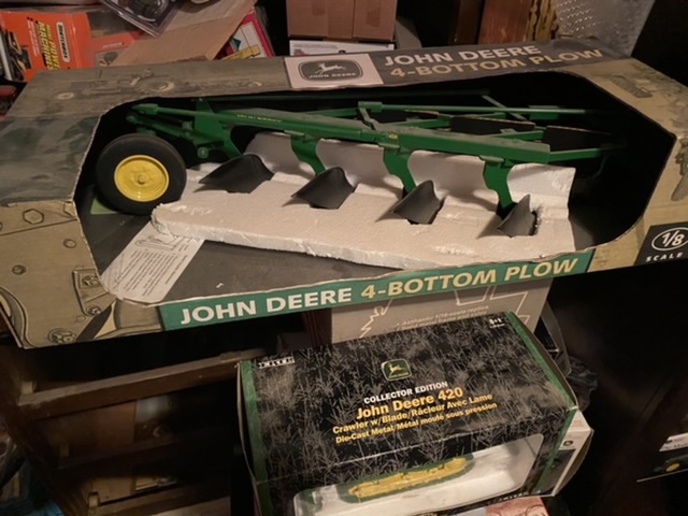 JOHN DEERE
4-BOTTOM PLOW
JOHN DEERE
1/8
SCALE
JOHN DEERE 4-BOTTOM PLOW
ERTL
COLLECTOR EDITION
John Deere 420
Crawler w/Blade/Racleur Avec Lame
Die-Cast Metal/Métal moulé sous pression